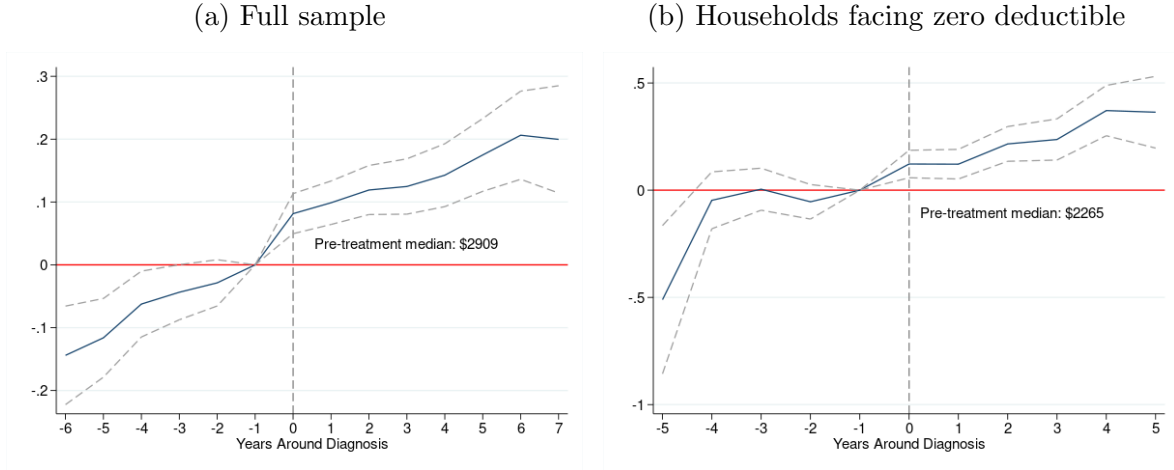 (a) Full sample
.3
.2
.1
0
-.1
-.2
Pre-treatment median: $2909
-6 -5 -4 -3 -2 -1 0 1 2 3 4 5 6 7
Years Around Diagnosis
(b) Households facing zero deductible
.5
0
-.5
-1
Pre-treatment median: $2265
-5 -4 -3 -2 -1 0 1 2 3 4 5
Years Around Diagnosis